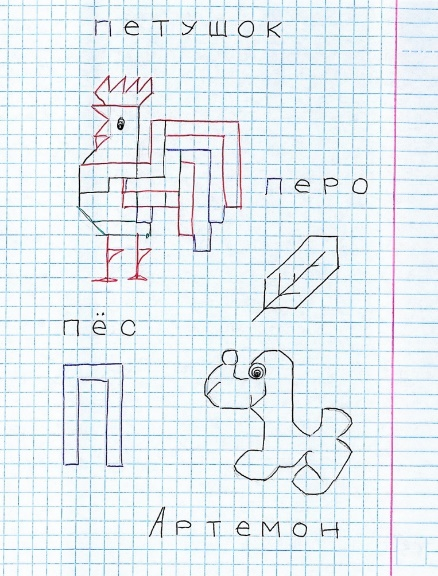 петушок
перо
пёс
П
Артемон